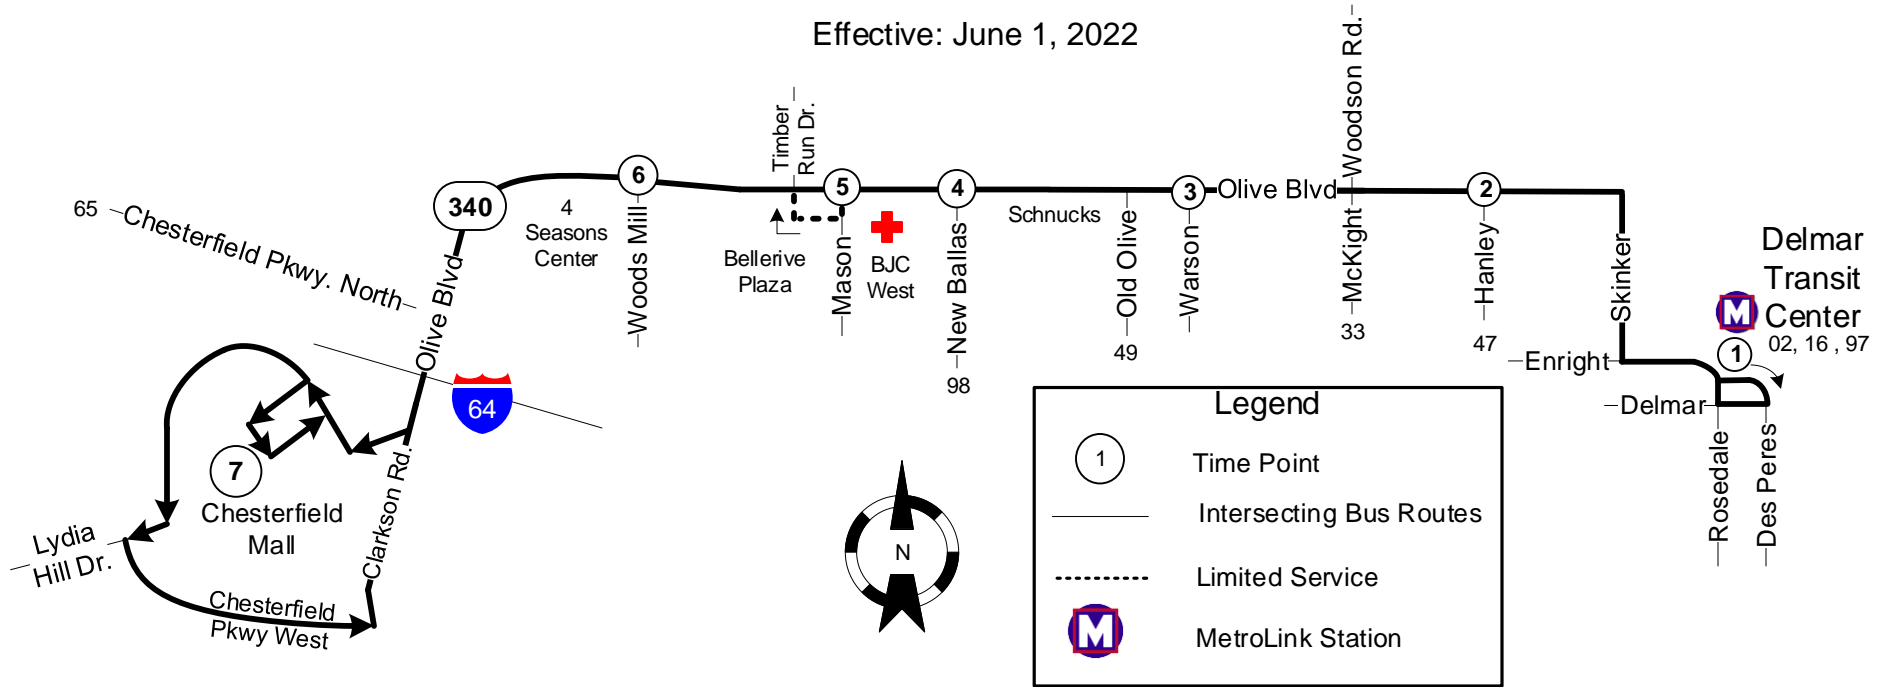 Effective: June 1, 2022
Woodson Rd.
Timber
Run Dr.
6
5
4
3
Olive Blvd
2
340
65
Chesterfield Pkwy. North
4
Seasons
Center
Woods Mill
Bellerive
Plaza
Mason
BJC
West
New Ballas
98
Schnucks
Old Olive
49
Warson
McKight
33
Hanley
47
Skinker
Delmar
Transit
Center
M
1
02, 16 , 97
Enright
Delmar
Rosedale
Des Peres
Olive Blvd
64
7
Chesterfield
Mall
Clarkson Rd.
Lydia
Hill Dr.
Chesterfield
Pkwy West
N
Legend
1
Time Point
Intersecting Bus Routes
Limited Service
M
MetroLink Station